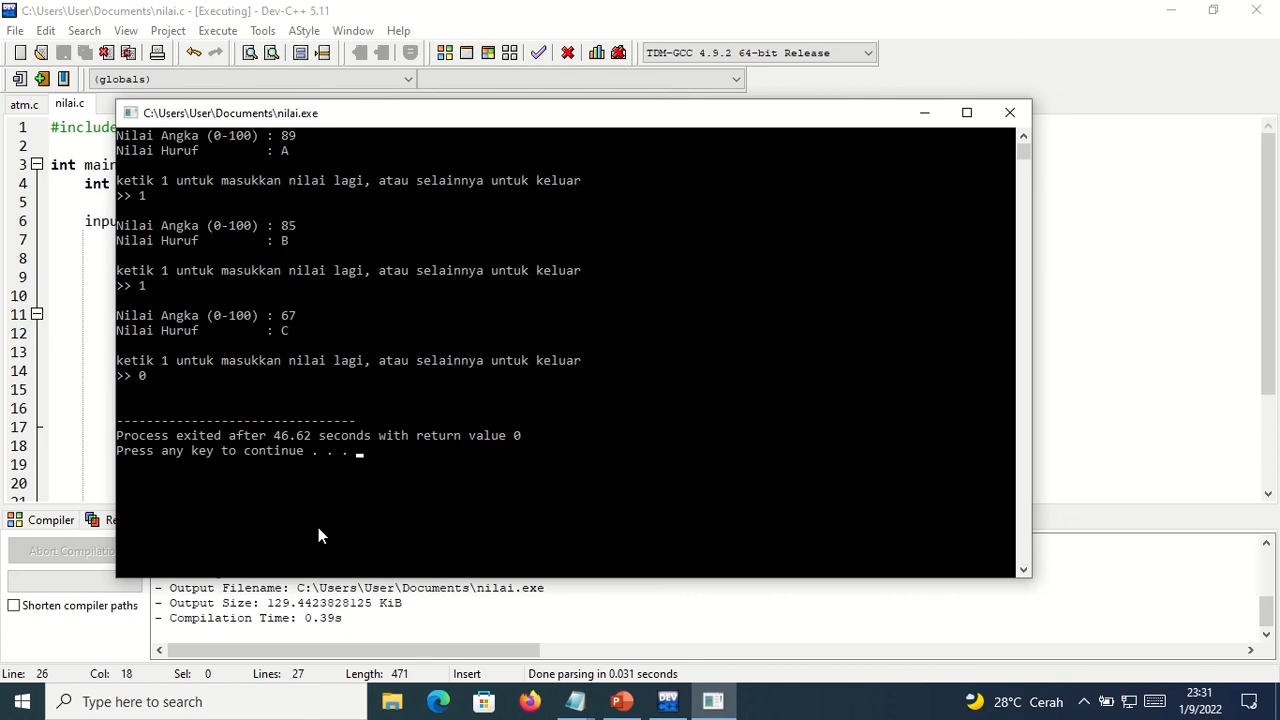 C:\Users\User\Documents\nilai.c - [Executing] - Dev-C++ 5.11
File Edit Search View Project Execute Tools AStyle Window Help
TDM-GCC 4.9.2 64-bit Release
(globals)
atm.c nilai.c
C:\Users\User\Documents\nilai.exe
1 #include
2
3 int main
4 int
5
6 inpu
7
8
9
10
11
12
13
14
15
16
17
18
19
20
21
Nilai Angka (0-100) : 89
Nilai Huruf : A
ketik 1 untuk masukkan nilai lagi, atau selainnya untuk keluar
>> 1
Nilai Angka (0-100) : 85
Nilai Huruf : B
ketik 1 untuk masukkan nilai lagi, atau selainnya untuk keluar
>> 1
Nilai Angka (0-100) : 67
Nilai Huruf : C
ketik 1 untuk masukkan nilai lagi, atau selainnya untuk keluar
>> 0
--------------------------------
Process exited after 46.62 seconds with return value 0
Press any key to continue . . .
Compiler Re
Abort Compilatio
Shorten compiler paths
- Output Filename: C:\Users\User\Documents\nilai.exe
- Output Size: 129.4423828125 KiB
- Compilation Time: 0.39s
Line: 26 Col: 18 Sel: 0 Lines: 27 Length: 471 Insert Done parsing in 0.031 seconds
Type here to search
28°C Cerah
23:31
1/9/2022